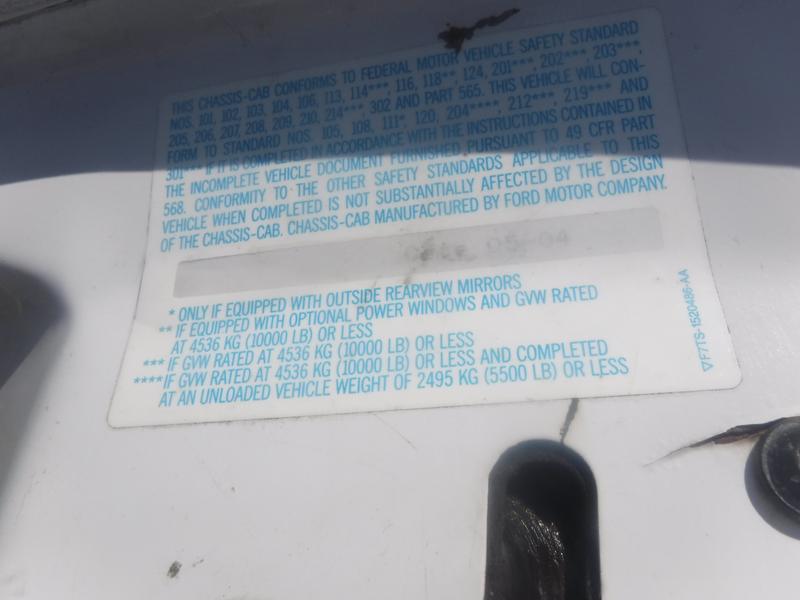 THIS CHASSIS-CAB CONFORMS TO FEDERAL MOTOR VEHICLE SAFETY STANDARD
NOS. 101, 102, 103, 104, 106, 113, 114***, 116, 118**, 124, 201***, 202***, 203***,
205, 206, 207, 208, 209, 210, 214***, 302 AND PART 565. THIS VEHICLE WILL CON-
FORM TO STANDARD NOS. 105, 108, 111*, 120, 204****, 212***, 219*** AND
301*** IF IT IS COMPLETED IN ACCORDANCE WITH THE INSTRUCTIONS CONTAINED IN
THE INCOMPLETE VEHICLE DOCUMENT FURNISHED PURSUANT TO 49 CFR PART
568. CONFORMITY TO THE OTHER SAFETY STANDARDS APPLICABLE TO THIS
VEHICLE WHEN COMPLETED IS NOT SUBSTANTIALLY AFFECTED BY THE DESIGN
OF THE CHASSIS-CAB. CHASSIS-CAB MANUFACTURED BY FORD MOTOR COMPANY.
DATE 05-04
* ONLY IF EQUIPPED WITH OUTSIDE REARVIEW MIRRORS
** IF EQUIPPED WITH OPTIONAL POWER WINDOWS AND GVW RATED
AT 4536 KG (10000 LB) OR LESS
*** IF GVW RATED AT 4536 KG (10000 LB) OR LESS
****IF GVW RATED AT 4536 KG (10000 LB) OR LESS AND COMPLETED
AT AN UNLOADED VEHICLE WEIGHT OF 2495 KG (5500 LB) OR LESS
▽F7TS-1520486-AA